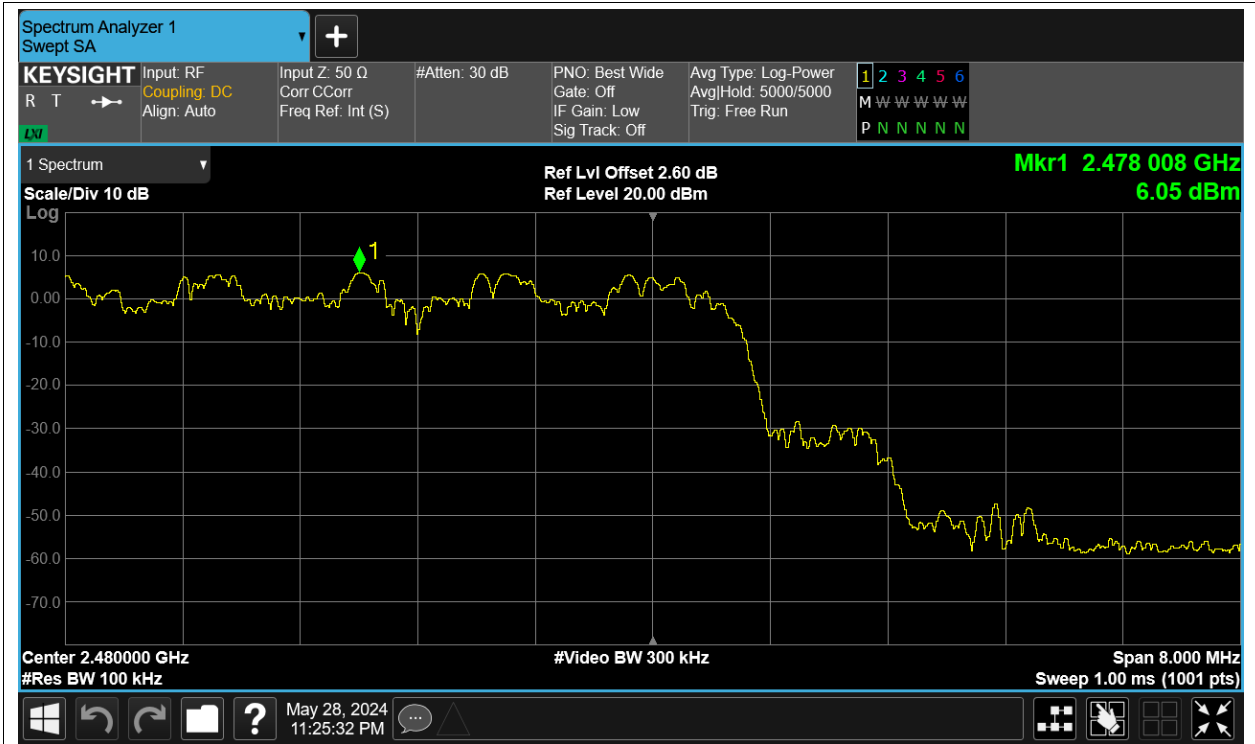 Spectrum Analyzer 1
Swept SA
KEYSIGHT
R T
LXI
Input: RF
Coupling: DC
Align: Auto
Input Z: 50 Ω
Corr CCorr
Freq Ref: Int (S)
#Atten: 30 dB
PNO: Best Wide
Gate: Off
IF Gain: Low
Sig Track: Off
Avg Type: Log-Power
Avg|Hold: 5000/5000
Trig: Free Run
1 2 3 4 5 6
M W W W W W
P N N N N N
1 Spectrum
Scale/Div 10 dB
Log
Ref Lvl Offset 2.60 dB
Ref Level 20.00 dBm
Mkr1 2.478 008 GHz
6.05 dBm
1
10.0
0.00
-10.0
-20.0
-30.0
-40.0
-50.0
-60.0
-70.0
Center 2.480000 GHz
#Res BW 100 kHz
#Video BW 300 kHz
Span 8.000 MHz
Sweep 1.00 ms (1001 pts)
?
May 28, 2024
11:25:32 PM